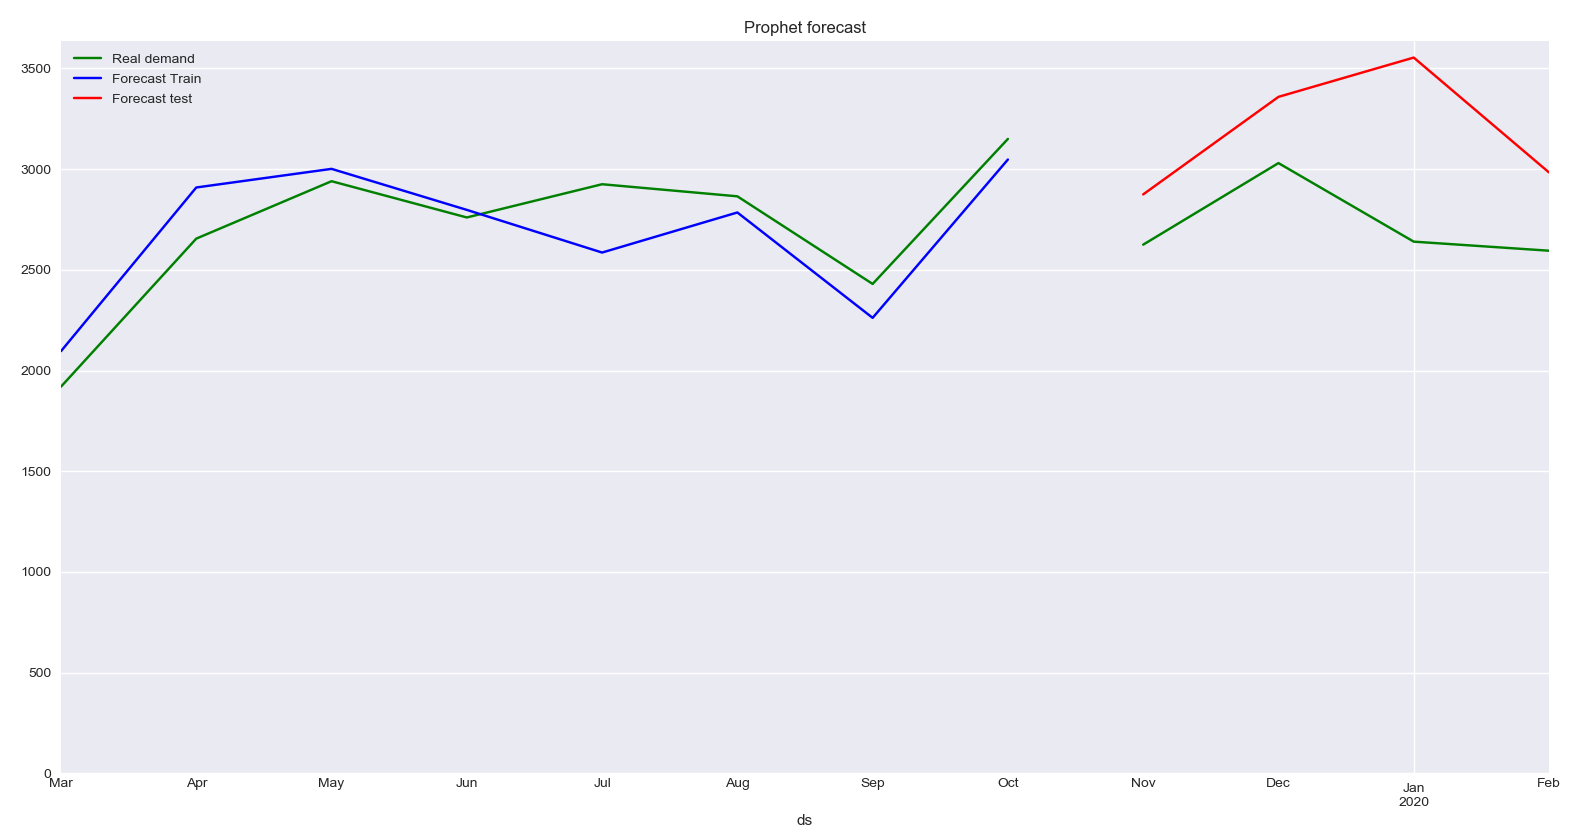 Prophet forecast
Real demand
Forecast Train
Forecast test
3500
3000
2500
2000
1500
1000
500
0
Mar Apr May Jun Jul Aug Sep Oct Nov Dec Jan Feb
2020
ds